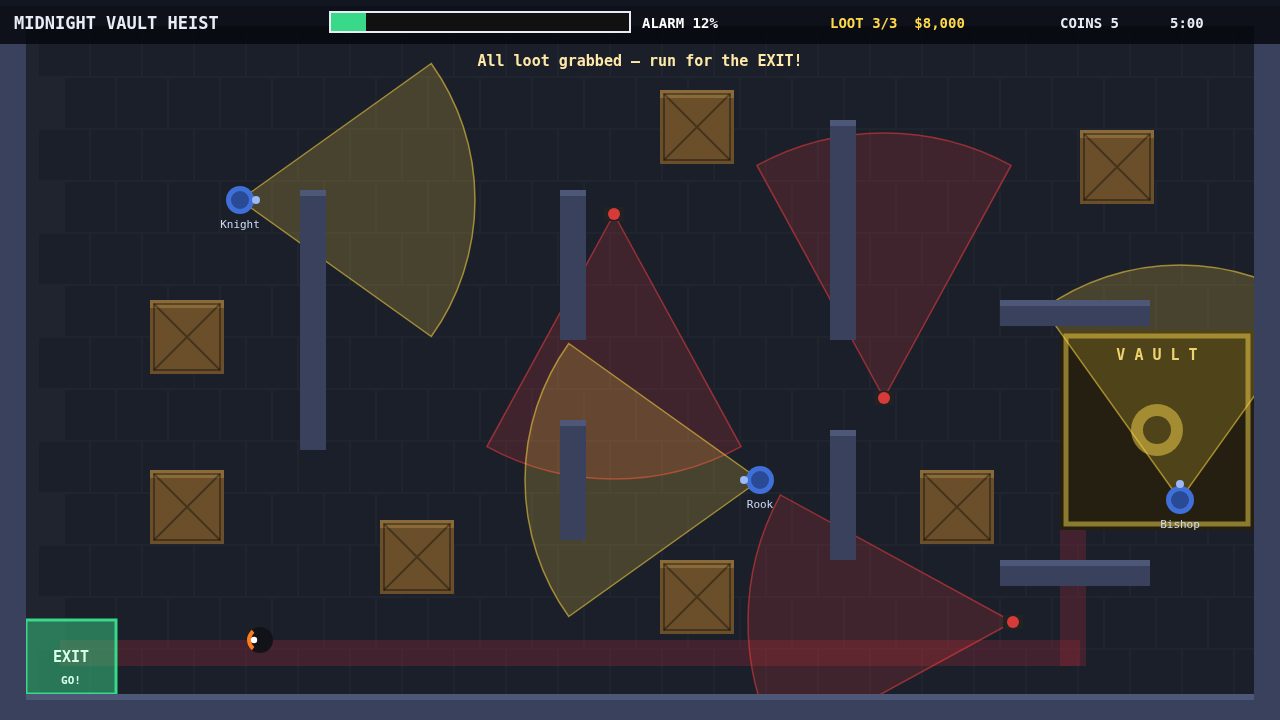 MIDNIGHT VAULT HEIST
ALARM 12%
LOOT 3/3 $8,000
COINS 5
5:00
All loot grabbed — run for the EXIT!
Knight
VAULT
Rook
Bishop
EXIT
GO!